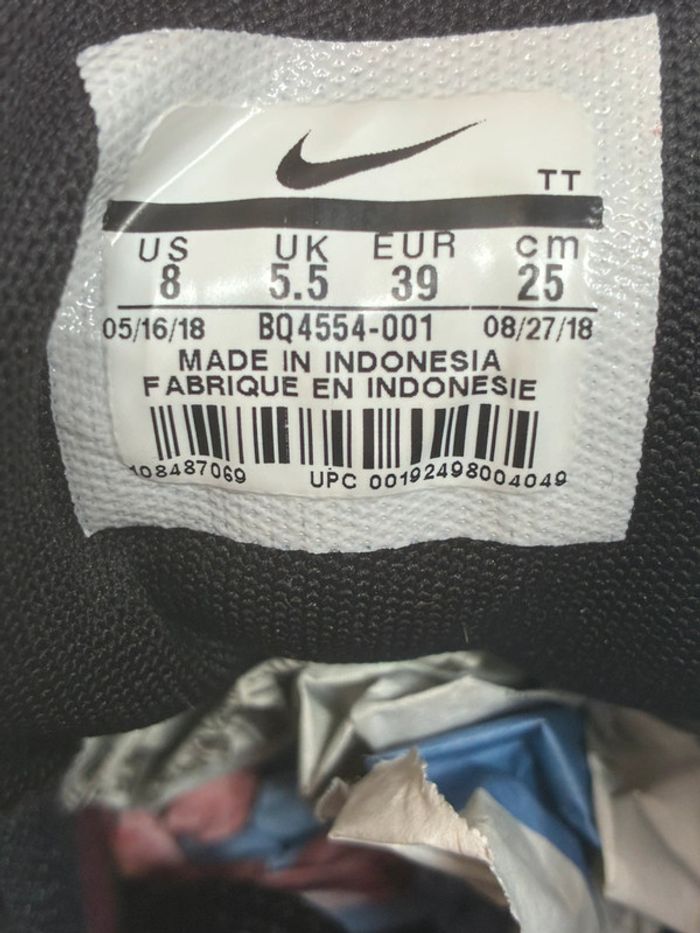 TT
US UK EUR cm
8 5.5 39 25
05/16/18 BQ4554-001 08/27/18
MADE IN INDONESIA
FABRIQUE EN INDONESIE
108487069 UPC 00192498004049